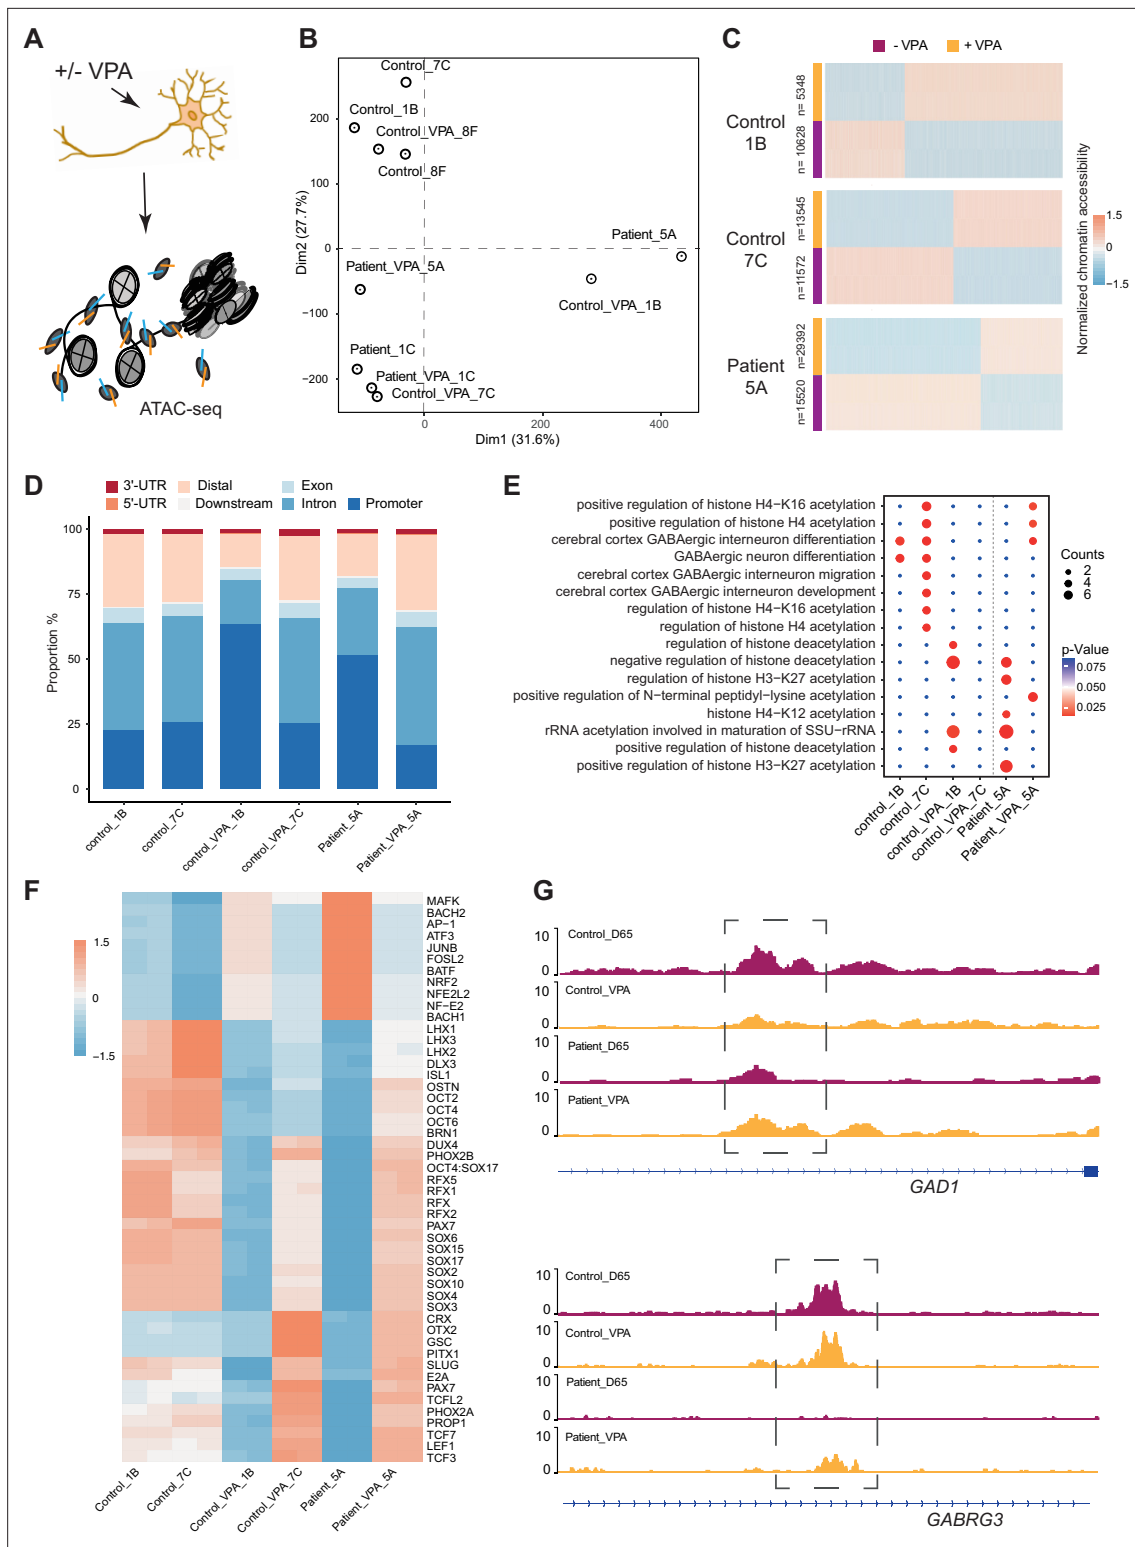 A
+/- VPA
ATAC-seq
B
Control_7C
Control_1B
Control_VPA_8F
Control_8F
Patient_5A
Patient_VPA_5A
Control_VPA_1B
Patient_1C
Patient_VPA_1C
Control_VPA_7C
200
100
0
−100
−200
Dim2 (27.7%)
0
200
400
Dim1 (31.6%)
C
- VPA
+ VPA
Control
1B
n= 5348
n= 10628
Control
7C
n=13545
n=11572
Patient
5A
n=29392
n=15520
Normalized chromatin accessibility
1.5
0
−1.5
D
3'-UTR
Distal
Exon
5'-UTR
Downstream
Intron
Promoter
100
75
50
25
0
Proportion %
control_1B
control_7C
control_VPA_1B
control_VPA_7C
Patient_5A
Patient_VPA_5A
E
positive regulation of histone H4−K16 acetylation
positive regulation of histone H4 acetylation
cerebral cortex GABAergic interneuron differentiation
GABAergic neuron differentiation
cerebral cortex GABAergic interneuron migration
cerebral cortex GABAergic interneuron development
regulation of histone H4−K16 acetylation
regulation of histone H4 acetylation
regulation of histone deacetylation
negative regulation of histone deacetylation
regulation of histone H3−K27 acetylation
positive regulation of N−terminal peptidyl−lysine acetylation
histone H4−K12 acetylation
rRNA acetylation involved in maturation of SSU−rRNA
positive regulation of histone deacetylation
positive regulation of histone H3−K27 acetylation
control_1B
control_7C
control_VPA_1B
control_VPA_7C
Patient_5A
Patient_VPA_5A
Counts
2
4
6
p-Value
0.075
0.050
0.025
F
1.5
0
−1.5
MAFK
BACH2
AP-1
ATF3
JUNB
FOSL2
BATF
NRF2
NFE2L2
NF−E2
BACH1
LHX1
LHX3
LHX2
DLX3
ISL1
OSTN
OCT2
OCT4
OCT6
BRN1
DUX4
PHOX2B
OCT4:SOX17
RFX5
RFX1
RFX
RFX2
PAX7
SOX6
SOX15
SOX17
SOX2
SOX10
SOX4
SOX3
CRX
OTX2
GSC
PITX1
SLUG
E2A
PAX7
TCFL2
PHOX2A
PROP1
TCF7
LEF1
TCF3
Control_1B
Control_7C
Control_VPA_1B
Control_VPA_7C
Patient_5A
Patient_VPA_5A
G
10
0
Control_D65
10
0
Control_VPA
10
0
Patient_D65
10
0
Patient_VPA
GAD1
10
0
Control_D65
10
0
Control_VPA
10
0
Patient_D65
10
0
Patient_VPA
GABRG3